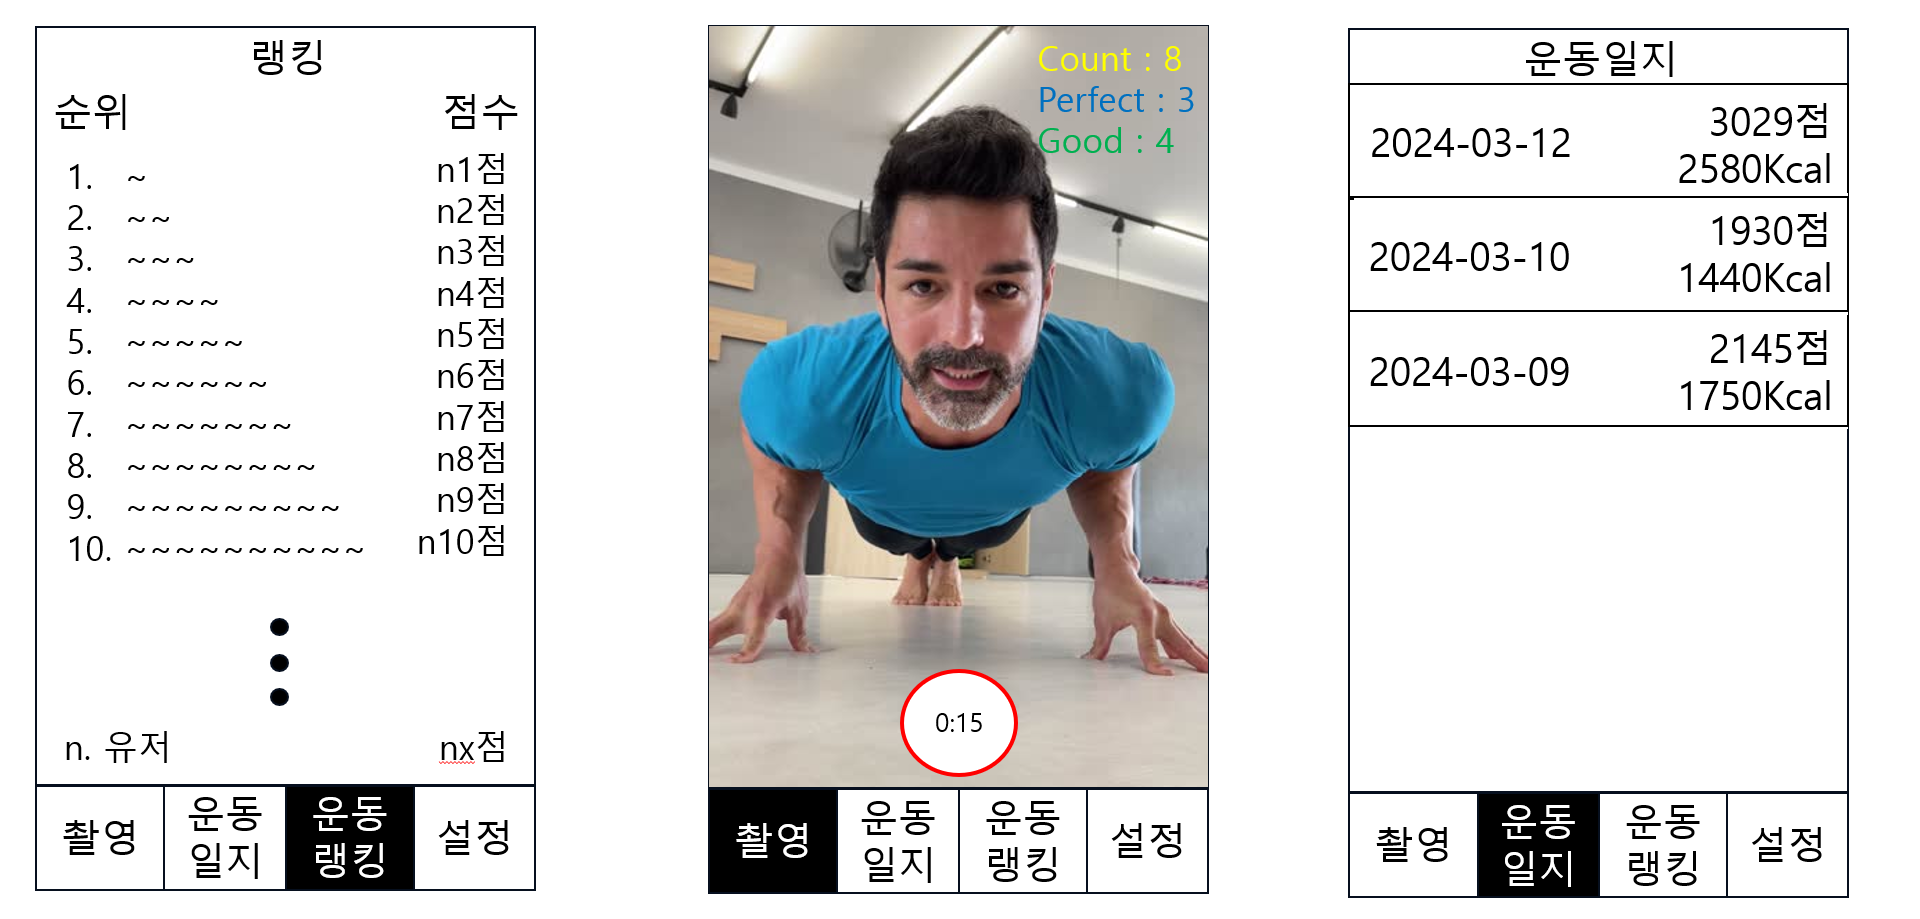 랭킹
순위 점수
1. ~ n1점
2. ~~ n2점
3. ~~~ n3점
4. ~~~~ n4점
5. ~~~~~ n5점
6. ~~~~~~ n6점
7. ~~~~~~~ n7점
8. ~~~~~~~~ n8점
9. ~~~~~~~~~ n9점
10. ~~~~~~~~~~ n10점
n. 유저 nx점
촬영
운동
일지
운동
랭킹
설정
Count : 8
Perfect : 3
Good : 4
0:15
촬영
운동
일지
운동
랭킹
설정
운동일지
2024-03-12
3029점
2580Kcal
2024-03-10
1930점
1440Kcal
2024-03-09
2145점
1750Kcal
촬영
운동
일지
운동
랭킹
설정